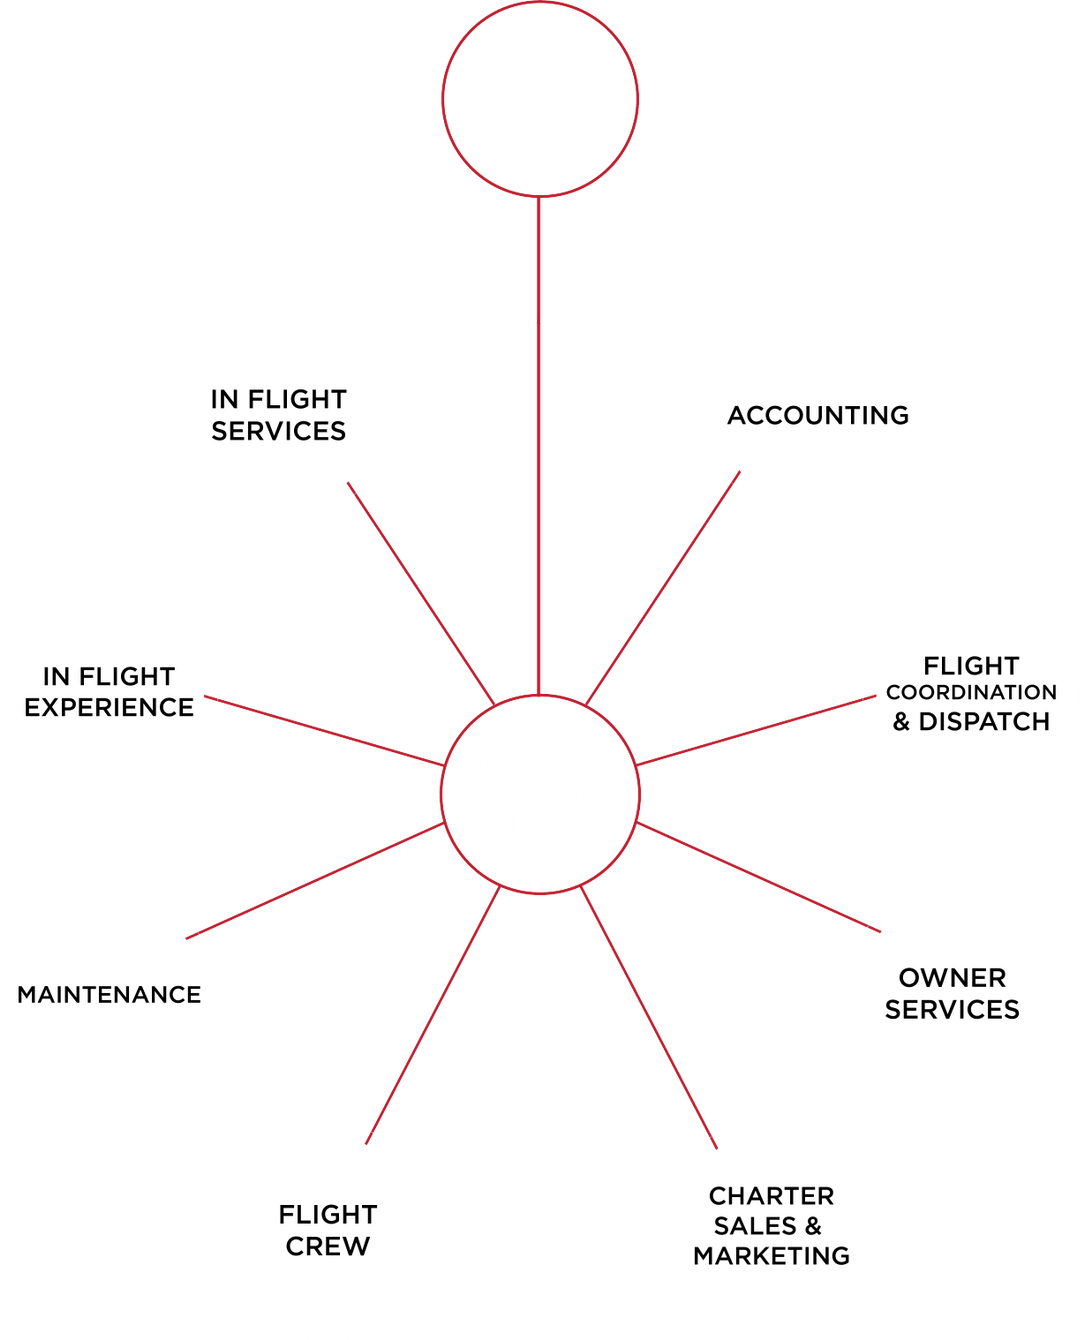 IN FLIGHT
SERVICES
ACCOUNTING
IN FLIGHT
EXPERIENCE
FLIGHT
COORDINATION
& DISPATCH
MAINTENANCE
OWNER
SERVICES
FLIGHT
CREW
CHARTER
SALES &
MARKETING